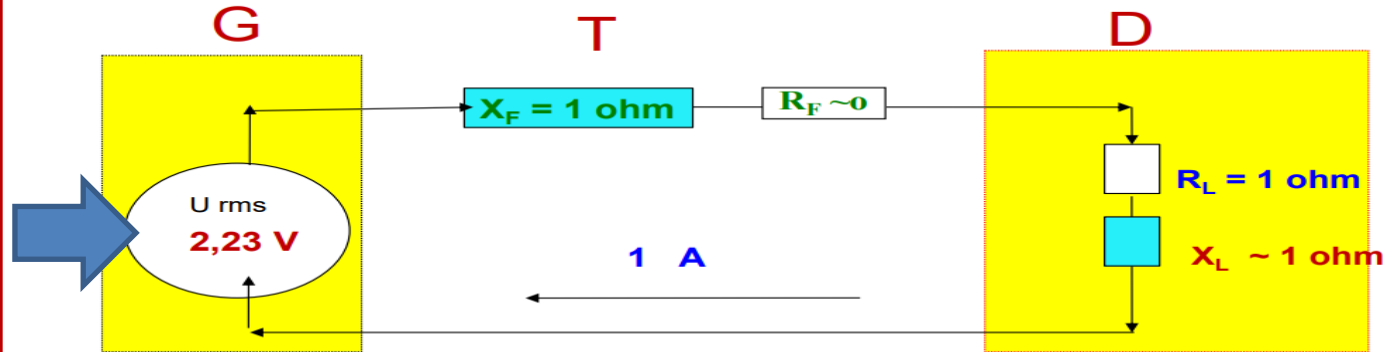 G
T
D
X_F = 1 ohm
R_F ~o
U rms
2,23 V
R_L = 1 ohm
1 A
X_L ~ 1 ohm